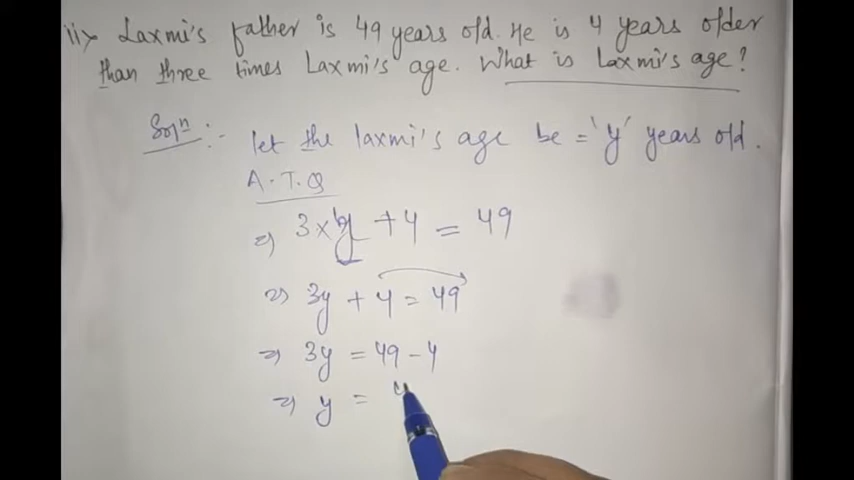 ii> Laxmi's father is 49 years old. He is 4 years older
than three times Laxmi's age. What is Laxmi's age?
Solⁿ :- let the laxmi's age be = 'y' years old.
A.T.Q
⇒ 3×y + 4 = 49
⇒ 3y + 4 = 49
⇒ 3y = 49 - 4
⇒ y =